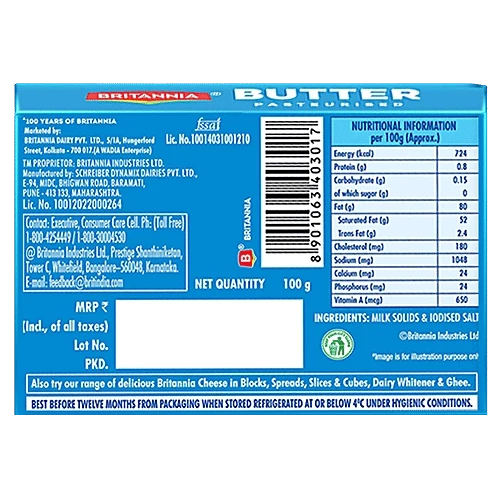 BRITANNIA ® BUTTER
PASTEURISED
*100 YEARS OF BRITANNIA
Marketed by:
BRITANNIA DAIRY PVT. LTD., 5/1A, Hungerford
Street, Kolkata - 700 017.(A WADIA Enterprise)
fssai
Lic. No.10014031001210
TM PROPRIETOR: BRITANNIA INDUSTRIES LTD.
Manufactured by: SCHREIBER DYNAMIX DAIRIES PVT. LTD.,
E-94, MIDC, BHIGWAN ROAD, BARAMATI,
PUNE - 413 133, MAHARASHTRA.
Lic. No. 10012022000264
Contact: Executive, Consumer Care Cell. Ph: (Toll Free)
1-800-4254449 / 1-800-30004530
@ Britannia Industries Ltd., Prestige Shanthiniketan,
Tower C, Whitefield, Bangalore-560048, Karnataka.
E-mail: feedback@britindia.com
B BRITANNIA
8901063403017
NET QUANTITY 100 g
MRP ₹
(Incl., of all taxes)
Lot No.
PKD.
NUTRITIONAL INFORMATION
per 100g (Approx.)
Energy (kcal) 724
Protein (g) 0.8
Carbohydrate (g) 0.15
of which sugar (g) 0
Fat (g) 80
Saturated Fat (g) 52
Trans Fat (g) 2.4
Cholesterol (mg) 180
Sodium (mg) 1048
Calcium (mg) 24
Phosphorus (mg) 24
Vitamin A (mcg) 650
INGREDIENTS: MILK SOLIDS & IODISED SALT
©Britannia Industries Ltd
*Image is for illustration purpose only
Also try our range of delicious Britannia Cheese in Blocks, Spreads, Slices & Cubes, Dairy Whitener & Ghee.
BEST BEFORE TWELVE MONTHS FROM PACKAGING WHEN STORED REFRIGERATED AT OR BELOW 4°C UNDER HYGIENIC CONDITIONS.